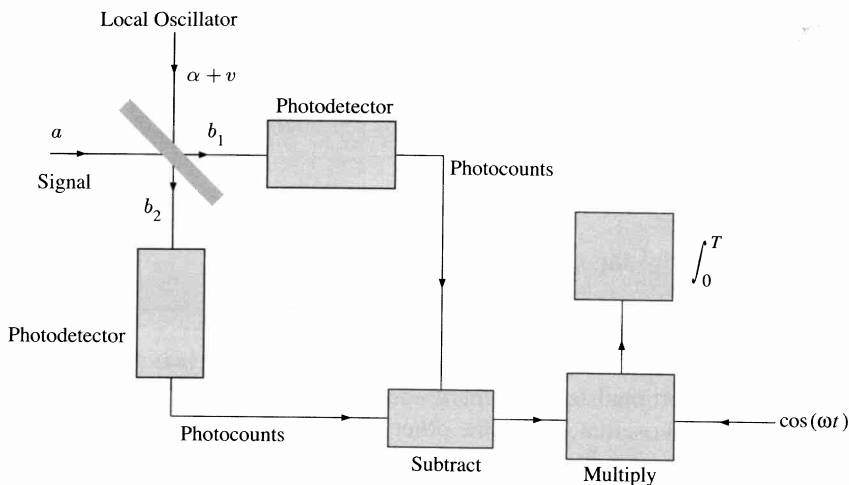 Local Oscillator
α + v
Photodetector
a
b1
Photocounts
Signal
b2
∫0T
Photodetector
cos (ωt)
Photocounts
Subtract
Multiply